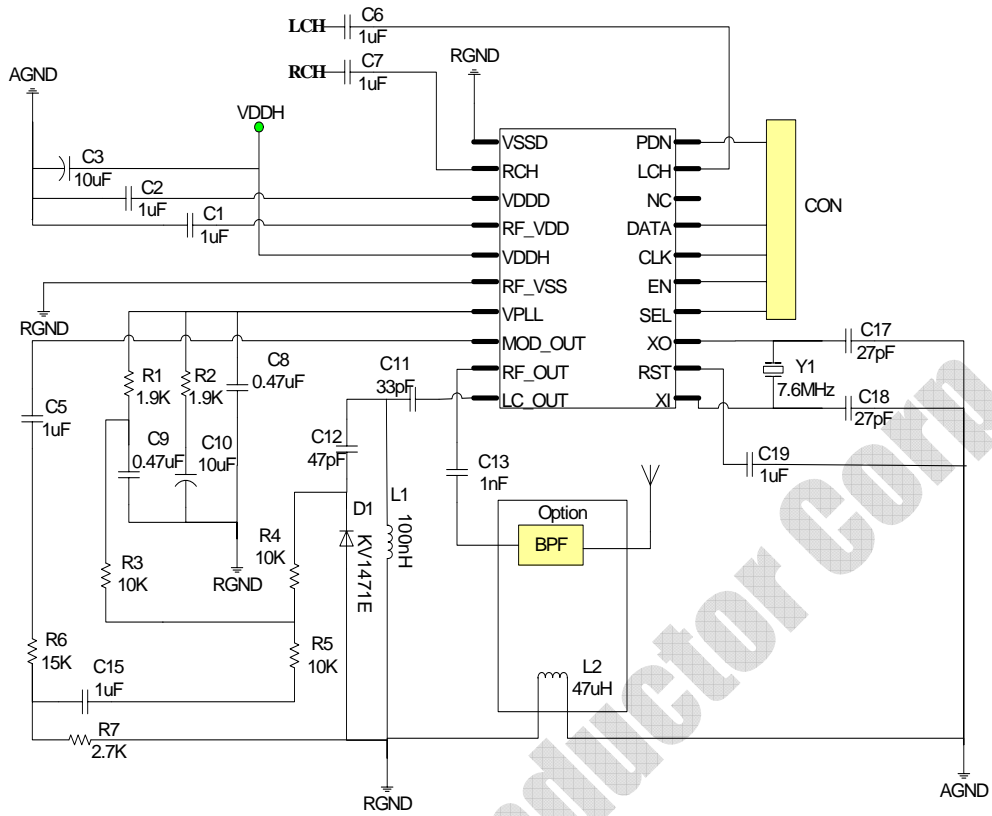 LCH
C6
1uF
RCH
C7
1uF
RGND
AGND
VDDH
C3
10uF
C2
1uF
C1
1uF
VSSD
RCH
VDDD
RF_VDD
VDDH
RF_VSS
VPLL
MOD_OUT
RF_OUT
LC_OUT
PDN
LCH
NC
DATA
CLK
EN
SEL
XO
RST
XI
CON
RGND
C5
1uF
R1
1.9K
R2
1.9K
C8
0.47uF
C9
0.47uF
C10
10uF
C11
33pF
C12
47pF
C13
1nF
C17
27pF
Y1
7.6MHz
C18
27pF
C19
1uF
D1
KV1471E
L1
100nH
Option
BPF
R3
10K
R4
10K
RGND
R5
10K
R6
15K
C15
1uF
R7
2.7K
L2
47uH
RGND
AGND
ductor Corp